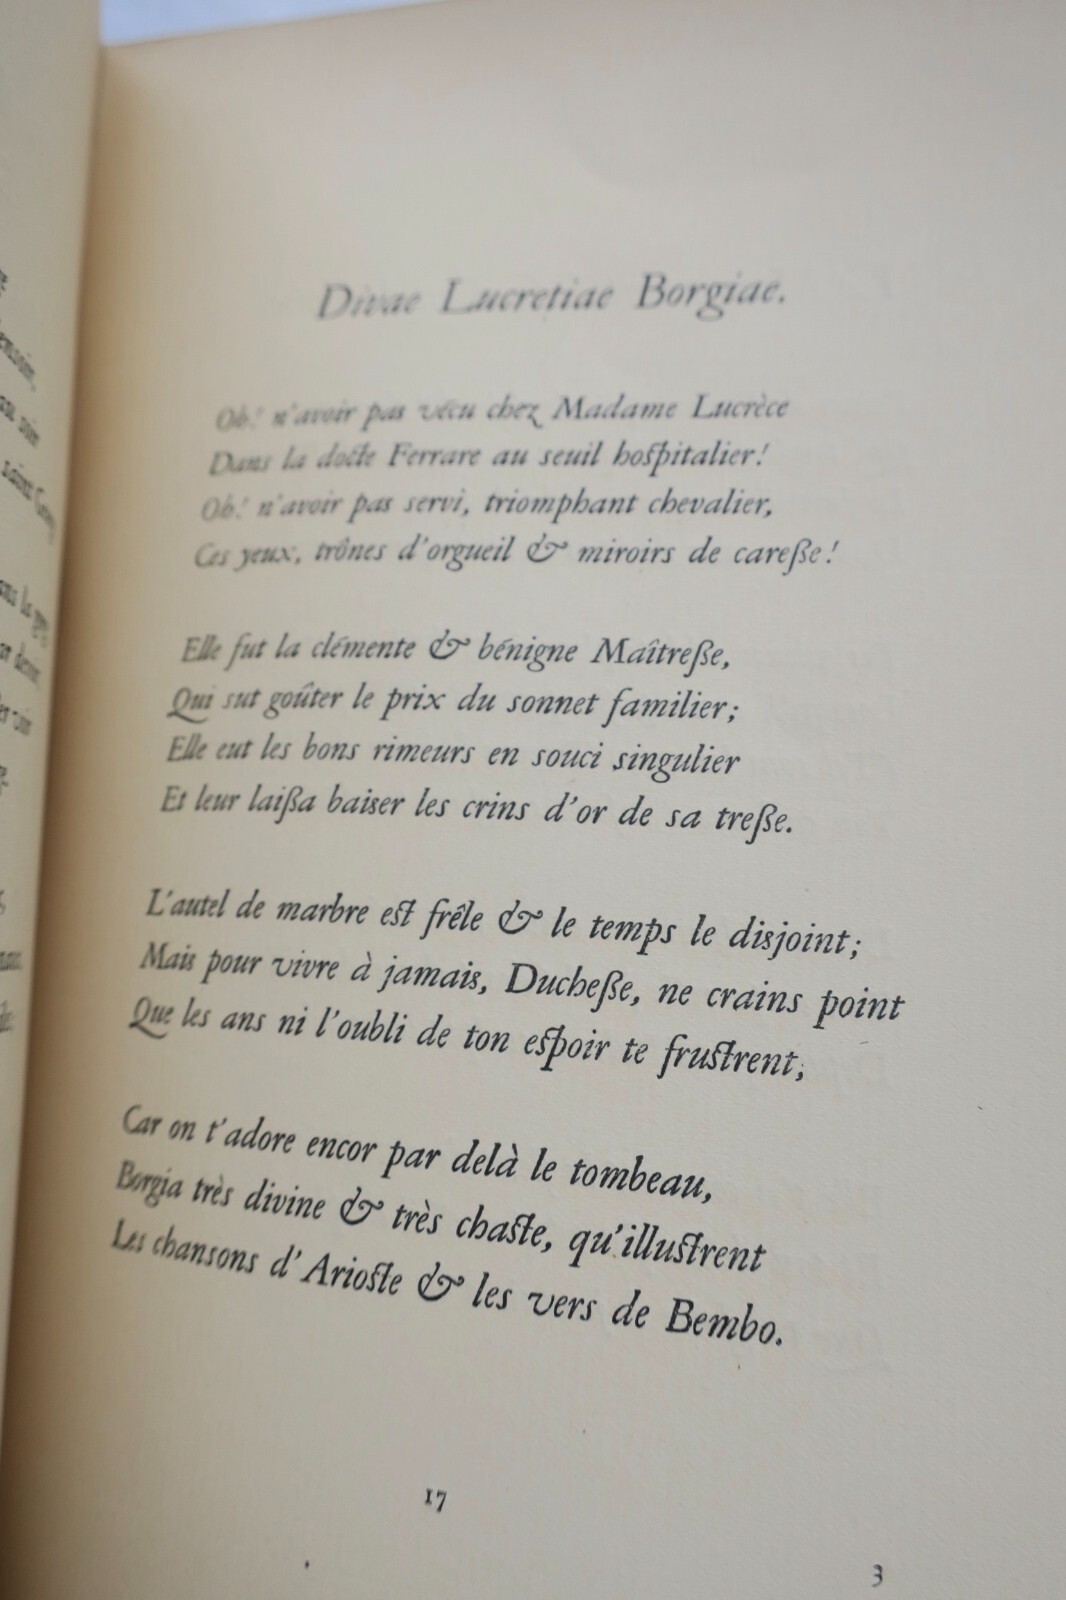 Divae Lucretiae Borgiae.
Oh! n'avoir pas vécu chez Madame Lucrèce
Dans la docte Ferrare au seuil hospitalier!
Oh! n'avoir pas servi, triomphant chevalier,
Ces yeux, trônes d'orgueil & miroirs de careße!
Elle fut la clémente & bénigne Maîtreße,
Qui sut goûter le prix du sonnet familier;
Elle eut les bons rimeurs en souci singulier
Et leur laißa baiser les crins d'or de sa treße.
L'autel de marbre est frêle & le temps le disjoint;
Mais pour vivre à jamais, Ducheße, ne crains point
Que les ans ni l'oubli de ton espoir te frustrent;
Car on t'adore encor par delà le tombeau,
Borgia très divine & très chaste, qu'illustrent
Les chansons d'Arioste & les vers de Bembo.
17
3